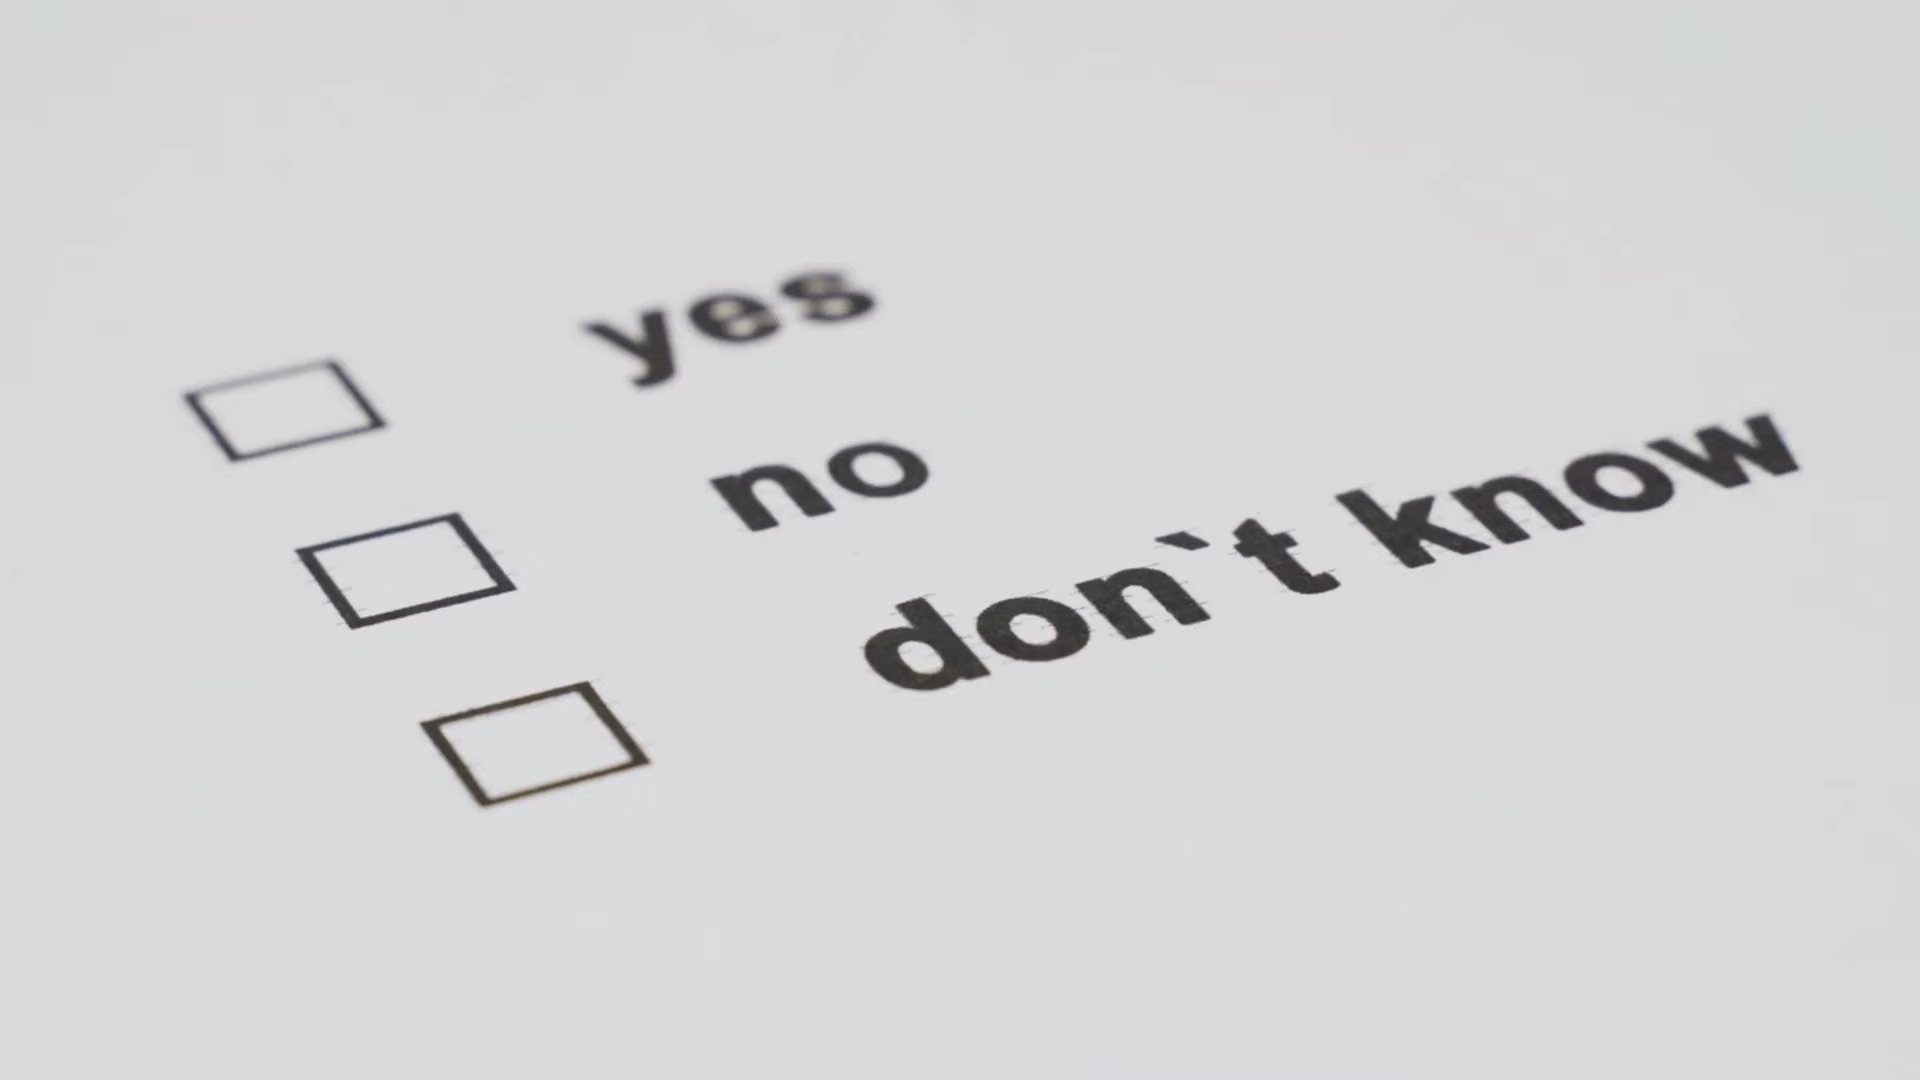 yes
no
don`t know